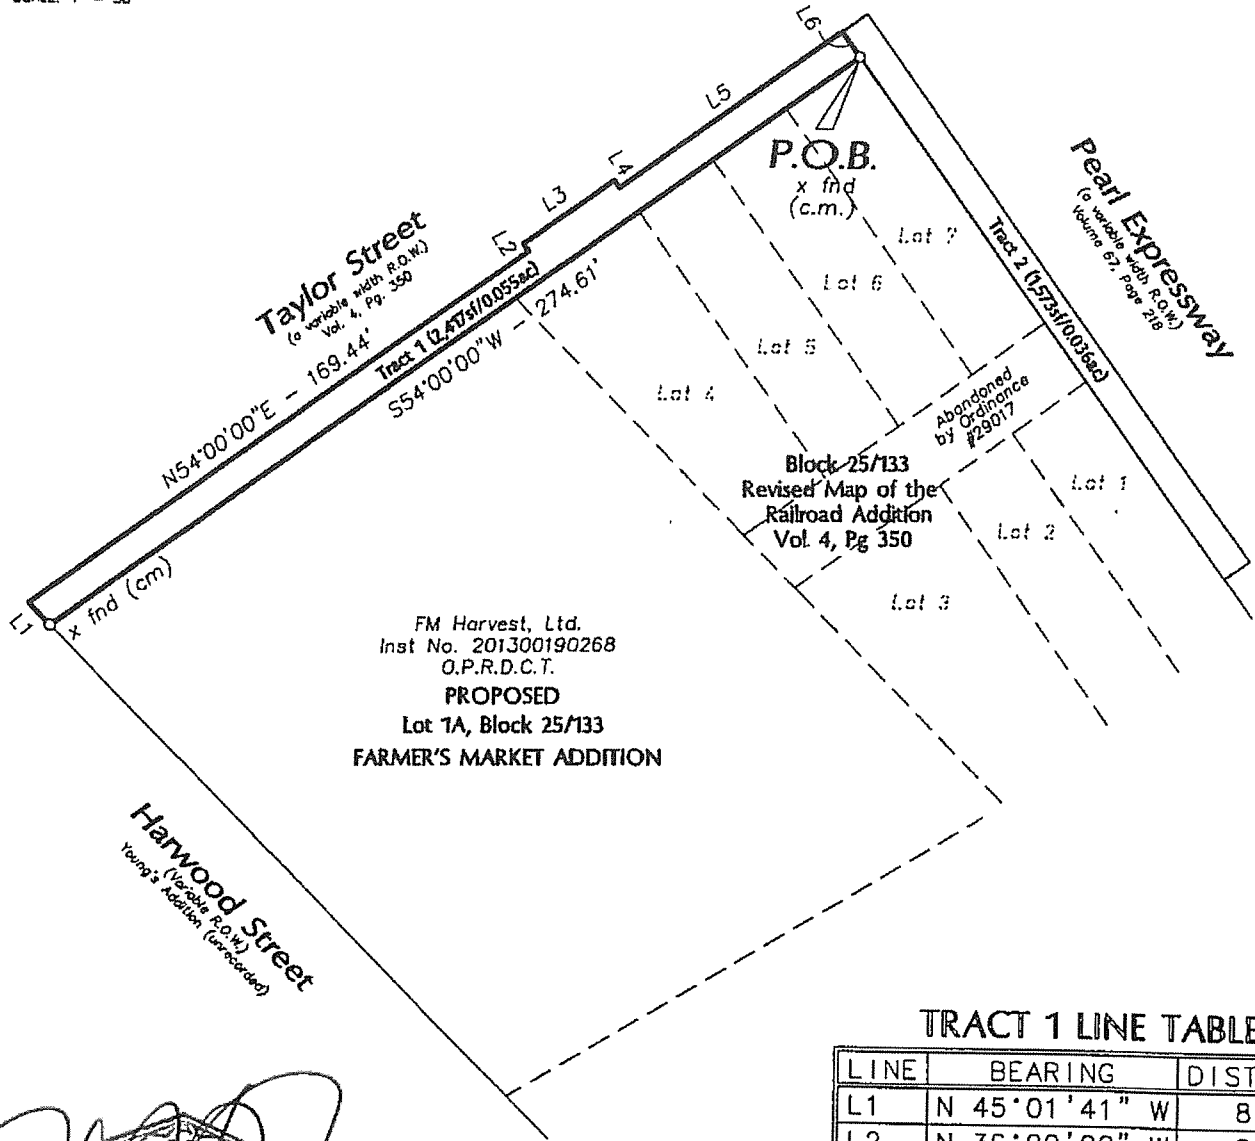 L6
L5
P.O.B.
x fnd
(c.m.)
Pearl Expressway
(a variable width R.O.W.)
Volume 67, Page 218
L4
L3
L2
Taylor Street
(a variable width R.O.W.)
Vol. 4, Pg. 350
Tract 1 (2,417sf/0.055ac)
N54°00'00"E - 169.44'
S54°00'00"W - 274.61'
Tract 2 (1,573sf/0.036ac)
Lot 7
Lot 6
Lot 5
Lot 4
Abandoned
by Ordinance
#29017
Block 25/133
Revised Map of the
Railroad Addition
Vol. 4, Pg 350
Lot 1
Lot 2
Lot 3
L1
x fnd (cm)
FM Harvest, Ltd.
Inst No. 201300190268
O.P.R.D.C.T.
PROPOSED
Lot 1A, Block 25/133
FARMER'S MARKET ADDITION
Harwood Street
(Variable R.O.W.)
Young's Addition (unrecorded)
TRACT 1 LINE TABLE
LINE BEARING DIST
L1 N 45°01'41" W 8
L2